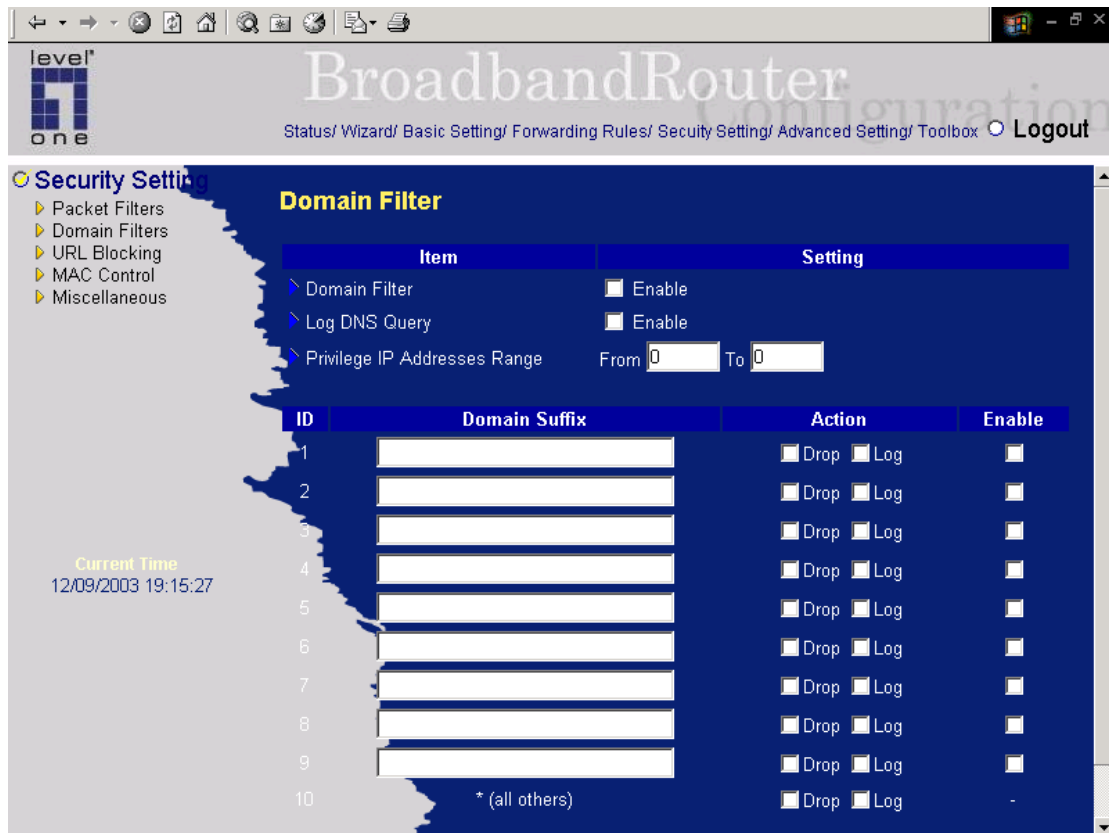 level
one
BroadbandRouter
Configuration
Status/ Wizard/ Basic Setting/ Forwarding Rules/ Secuity Setting/ Advanced Setting/ Toolbox Logout
Security Setting
Packet Filters
Domain Filters
URL Blocking
MAC Control
Miscellaneous
Current Time
12/09/2003 19:15:27
Domain Filter
Item Setting
Domain Filter Enable
Log DNS Query Enable
Privilege IP Addresses Range From 0 To 0
ID Domain Suffix Action Enable
1 Drop Log
2 Drop Log
3 Drop Log
4 Drop Log
5 Drop Log
6 Drop Log
7 Drop Log
8 Drop Log
9 Drop Log
10 * (all others) Drop Log -